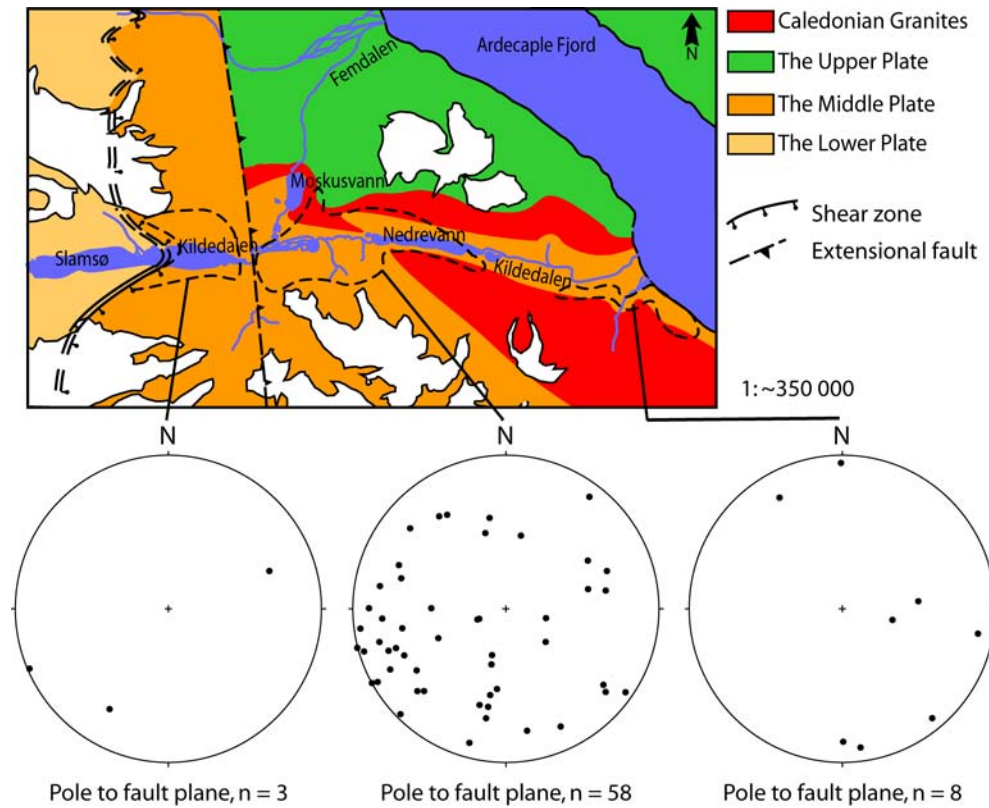 Ardecaple Fjord
Femdalen
N
Moskusvann
Slamsø
Kildedalen
Nedrevann
Kildedalen
Caledonian Granites
The Upper Plate
The Middle Plate
The Lower Plate
Shear zone
Extensional fault
1:~350 000
N
N
N
Pole to fault plane, n = 3
Pole to fault plane, n = 58
Pole to fault plane, n = 8